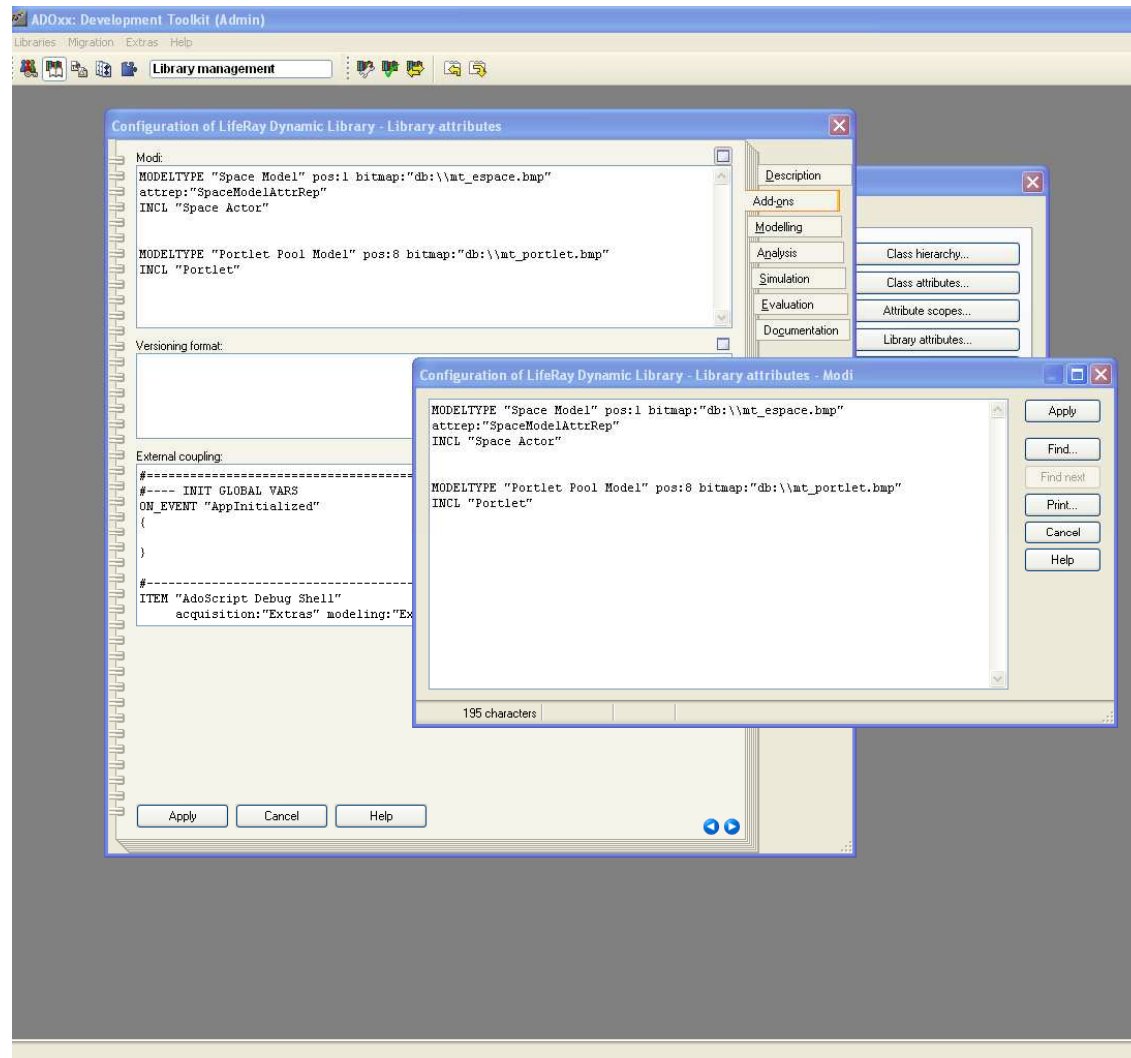 ADOxx: Development Toolkit (Admin)
Libraries Migration Extras Help
Library management
Configuration of LifeRay Dynamic Library - Library attributes
Modi:
MODELTYPE "Space Model" pos:1 bitmap:"db:\\mt_espace.bmp"
attrep:"SpaceModelAttrRep"
INCL "Space Actor"
MODELTYPE "Portlet Pool Model" pos:8 bitmap:"db:\\mt_portlet.bmp"
INCL "Portlet"
Versioning format:
External coupling:
#=====================================
#---- INIT GLOBAL VARS
ON_EVENT "AppInitialized"
{
}
#-------------------------------------
ITEM "AdoScript Debug Shell"
acquisition:"Extras" modeling:"Ex
Apply Cancel Help
Description
Add-ons
Modelling
Analysis
Simulation
Evaluation
Documentation
Class hierarchy...
Class attributes...
Attribute scopes...
Library attributes...
Configuration of LifeRay Dynamic Library - Library attributes - Modi
MODELTYPE "Space Model" pos:1 bitmap:"db:\\mt_espace.bmp"
attrep:"SpaceModelAttrRep"
INCL "Space Actor"
MODELTYPE "Portlet Pool Model" pos:8 bitmap:"db:\\mt_portlet.bmp"
INCL "Portlet"
Apply
Find...
Find next
Print...
Cancel
Help
195 characters